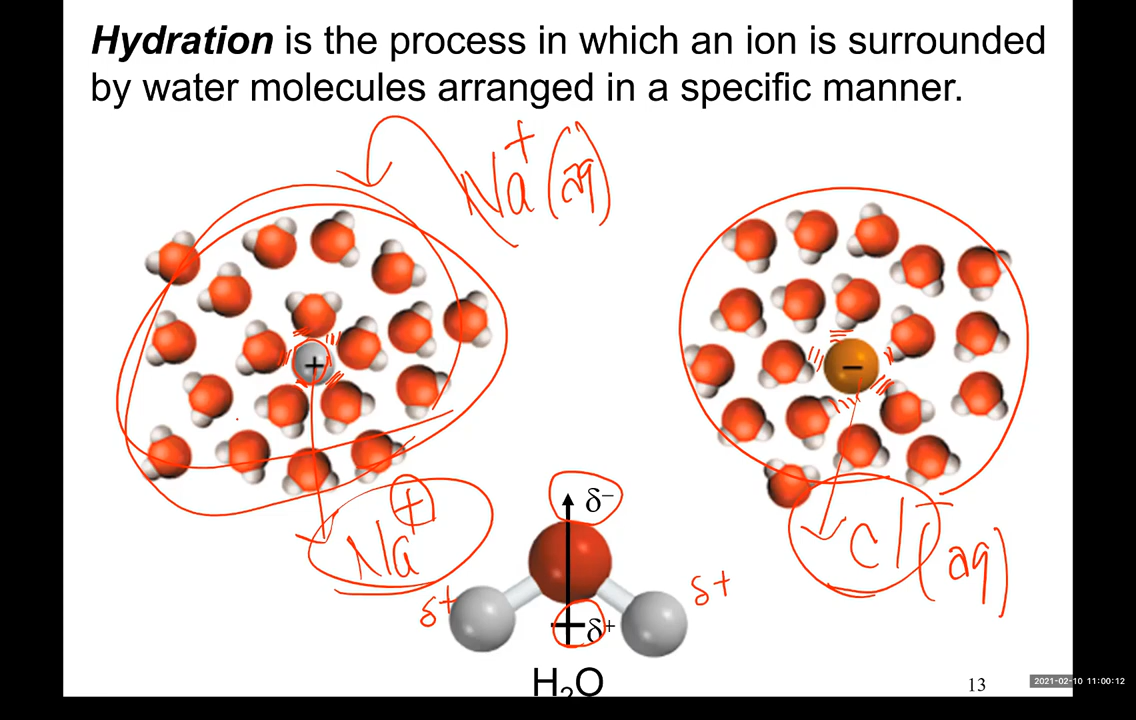 Hydration is the process in which an ion is surrounded
by water molecules arranged in a specific manner.
Na+ (aq)
+
−
Na+
Cl− (aq)
δ−
δ+
δ+
δ+
H2O
13
2021-02-10 11:00:12